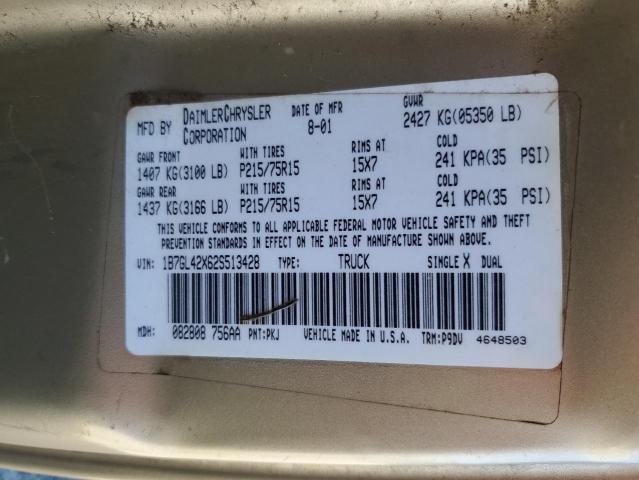 MFD BY DAIMLERCHRYSLER CORPORATION DATE OF MFR 8-01 GVWR 2427 KG(05350 LB)
GAWR FRONT WITH TIRES RIMS AT COLD
1407 KG(3100 LB) P215/75R15 15X7 241 KPA(35 PSI)
GAWR REAR WITH TIRES RIMS AT COLD
1437 KG(3166 LB) P215/75R15 15X7 241 KPA(35 PSI)
THIS VEHICLE CONFORMS TO ALL APPLICABLE FEDERAL MOTOR VEHICLE SAFETY AND THEFT
PREVENTION STANDARDS IN EFFECT ON THE DATE OF MANUFACTURE SHOWN ABOVE.
VIN: 1B7GL42X62S513428 TYPE: TRUCK SINGLE X DUAL
MDH: 082808 756AA PNT:PKJ VEHICLE MADE IN U.S.A. TRM:P9DV 4648503